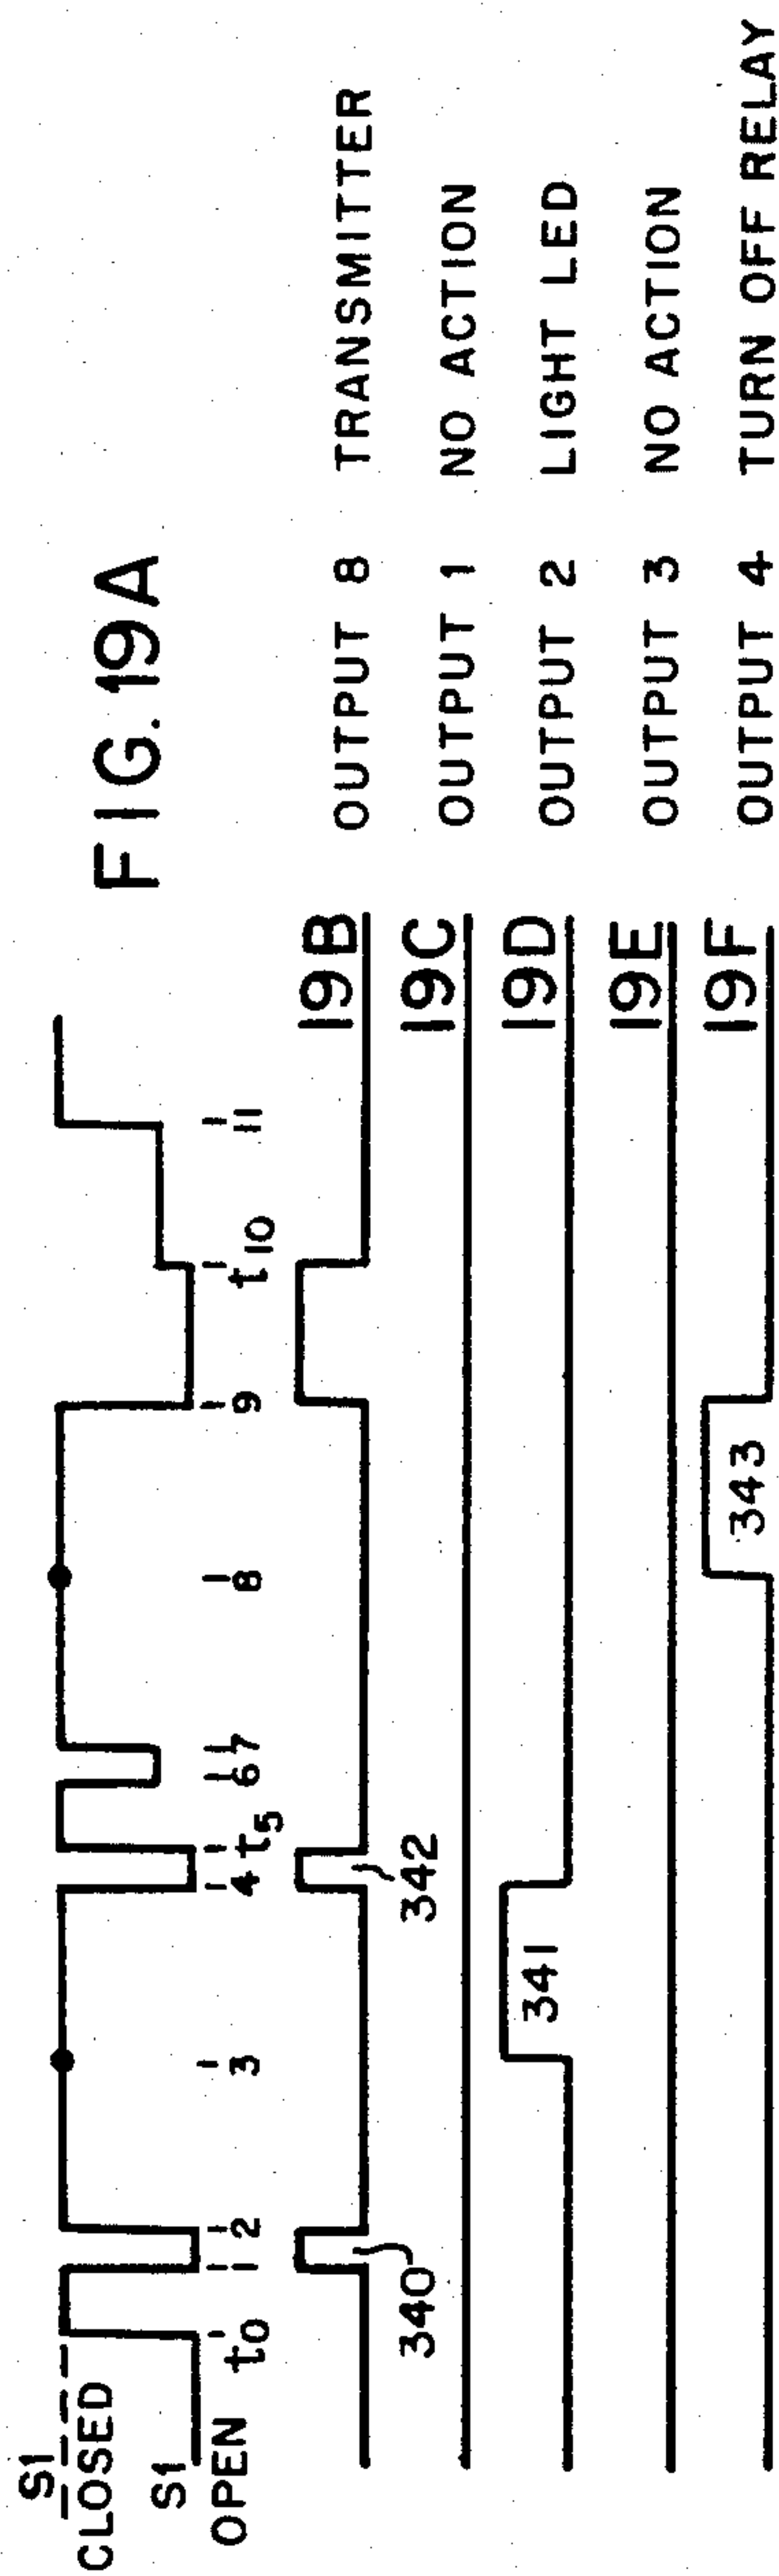 FIG. 19A
S1
CLOSED
S1
OPEN
t0 1 2 3 4 t5 6 7 8 9 t10 11
340
342
19B OUTPUT 8 TRANSMITTER
19C OUTPUT 1 NO ACTION
341
19D OUTPUT 2 LIGHT LED
19E OUTPUT 3 NO ACTION
343
19F OUTPUT 4 TURN OFF RELAY